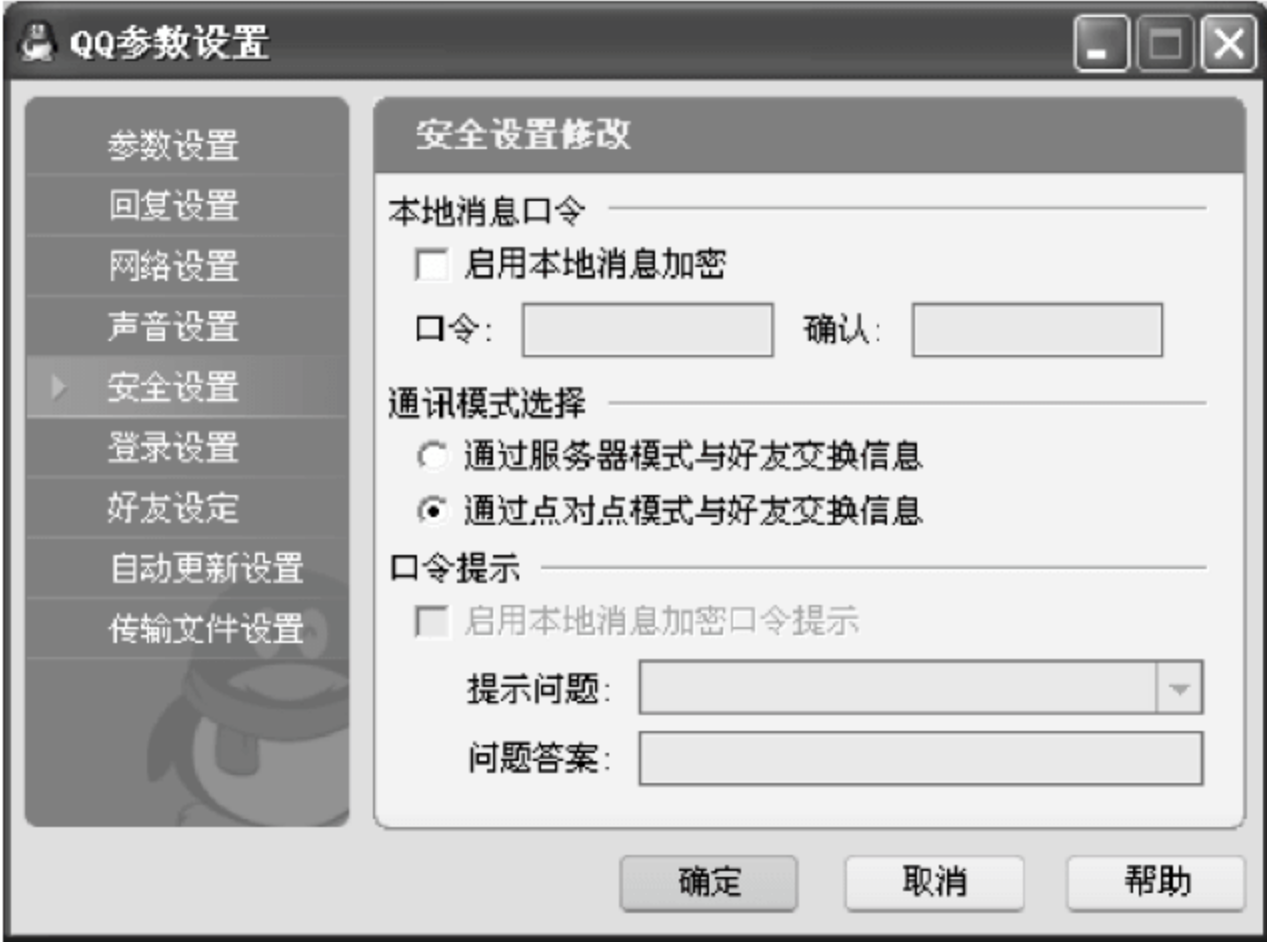 QQ参数设置
参数设置
回复设置
网络设置
声音设置
安全设置
登录设置
好友设定
自动更新设置
传输文件设置
安全设置修改
本地消息口令
启用本地消息加密
口令: 确认:
通讯模式选择
通过服务器模式与好友交换信息
通过点对点模式与好友交换信息
口令提示
启用本地消息加密口令提示
提示问题:
问题答案:
确定 取消 帮助